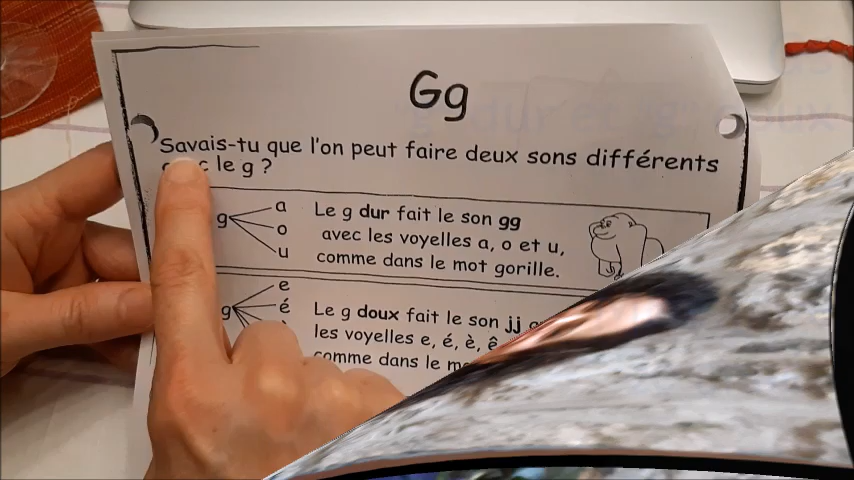 Gg
Savais-tu que l'on peut faire deux sons différents
le g ?
g a
o
u
Le g dur fait le son gg
avec les voyelles a, o et u,
comme dans le mot gorille.
g e
é
Le g doux fait le son jj
les voyelles e, é, è, ê
comme dans le